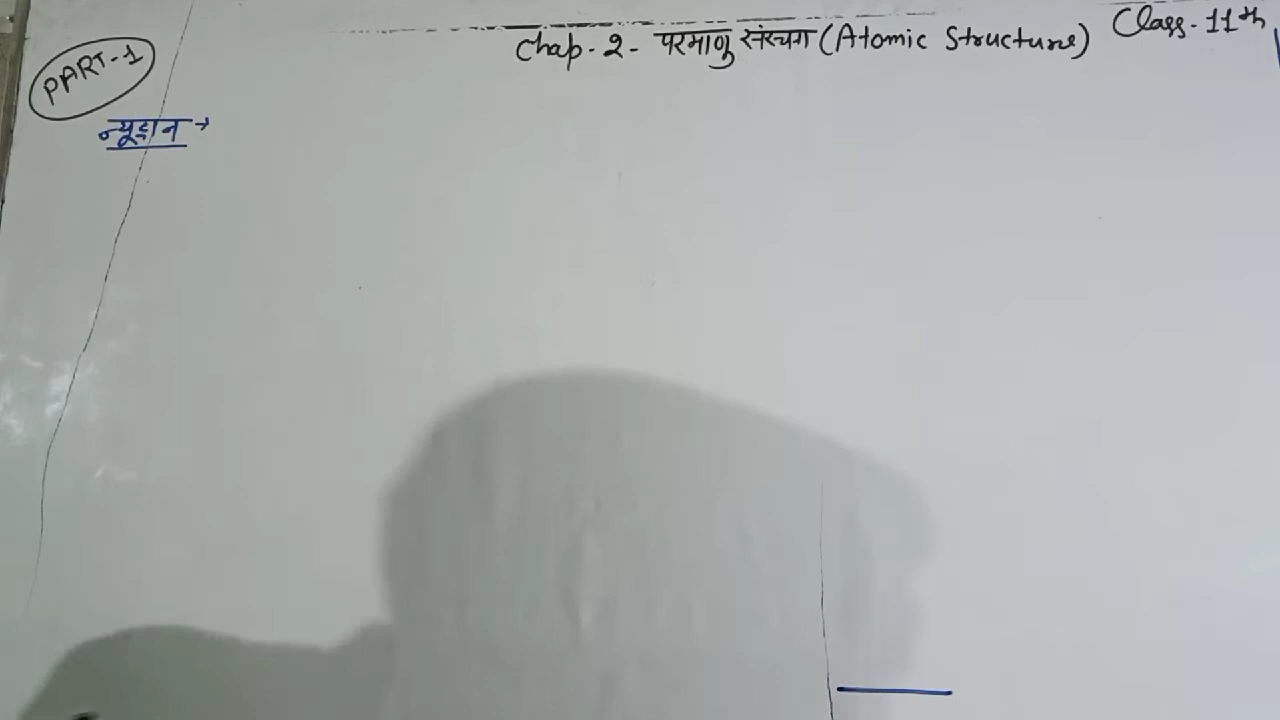 Chap. 2 - परमाणु संरचना (Atomic Structure) Class. 11th
PART-1
न्यूट्रान →